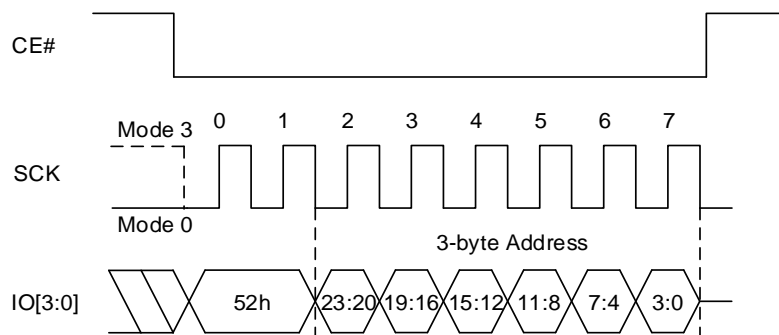 CE#
Mode 3 0 1 2 3 4 5 6 7
SCK
Mode 0
3-byte Address
IO[3:0] 52h 23:20 19:16 15:12 11:8 7:4 3:0